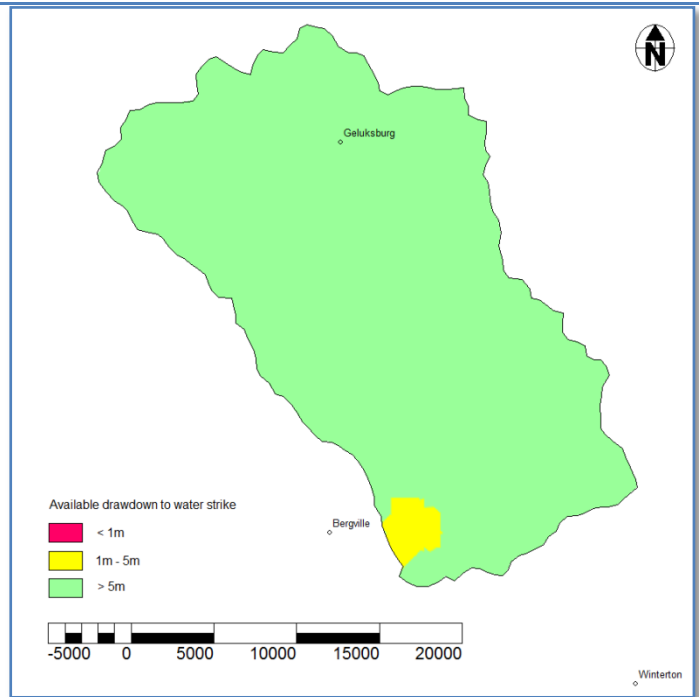 N
Geluksburg
Available drawdown to water strike
< 1m
Bergville
1m - 5m
> 5m
-5000 0 5000 10000 15000 20000
Winterton